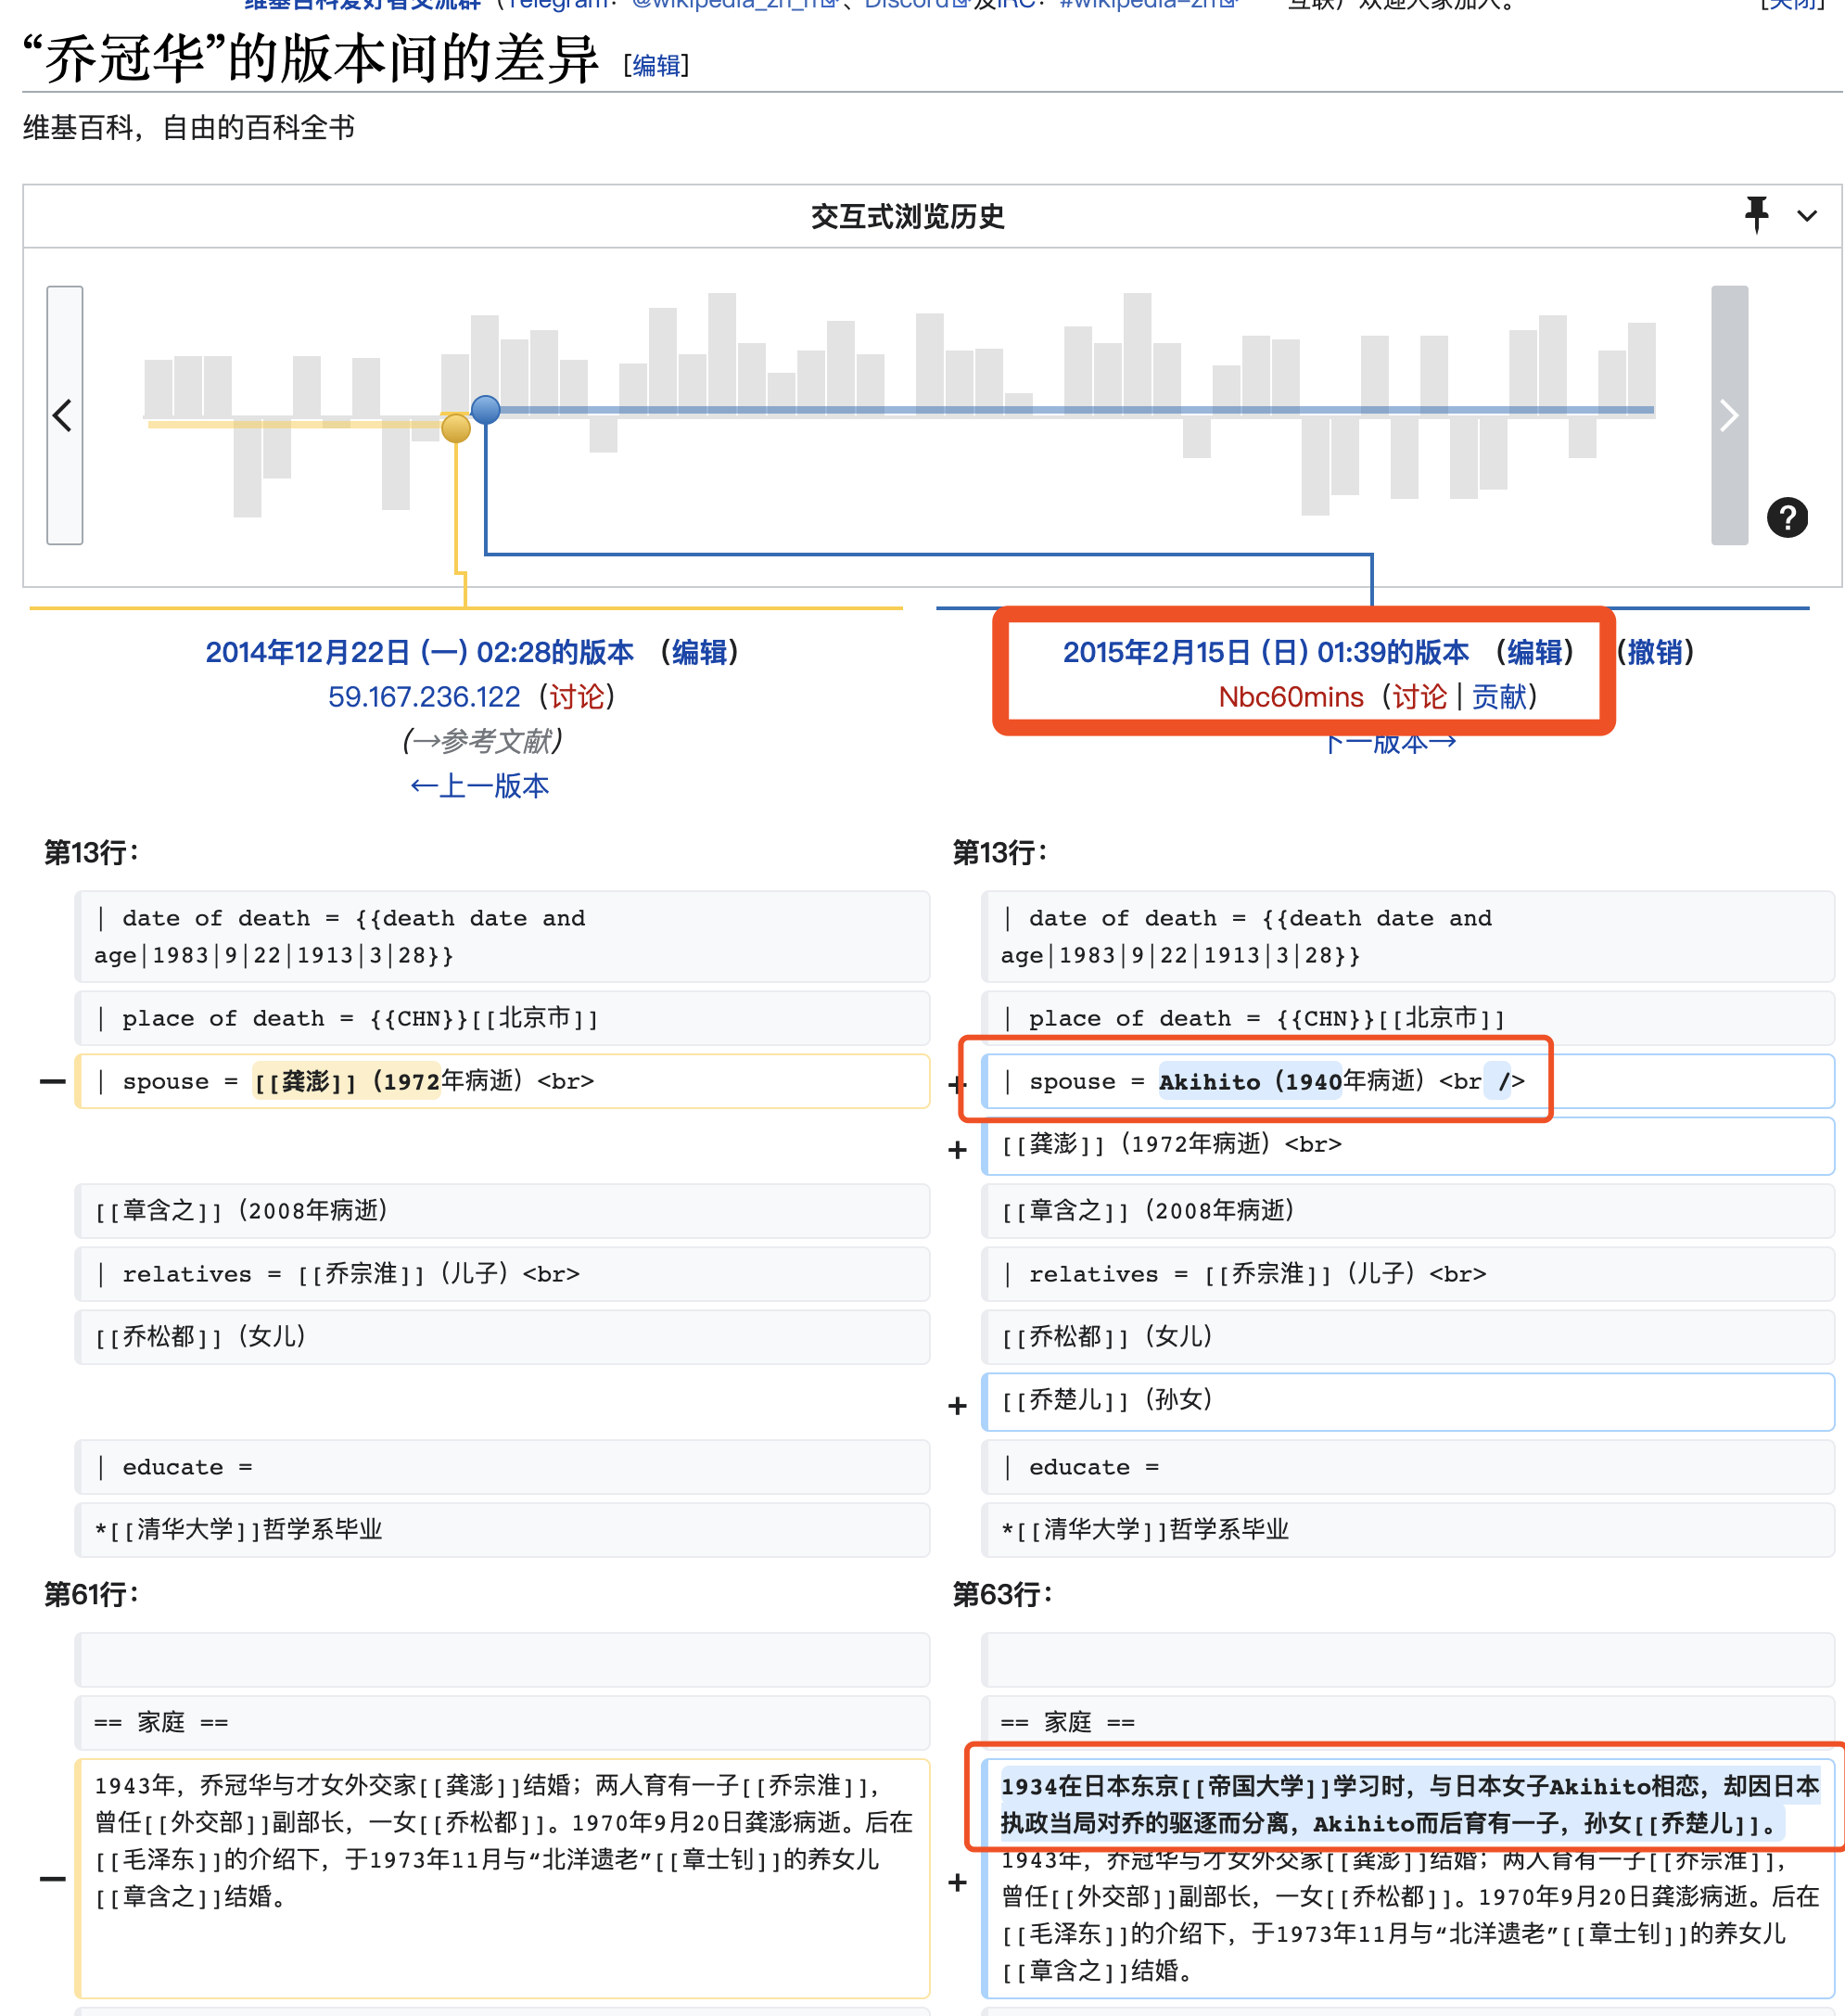 维基百科爱好者交流群（Telegram：@wikipedia_zh_n、Discord及IRC：#wikipedia-zh 互联）欢迎大家加入。 [关闭]
“乔冠华”的版本间的差异 [编辑]
维基百科，自由的百科全书
交互式浏览历史
?
2014年12月22日 (一) 02:28的版本 （编辑）
59.167.236.122（讨论）
(→参考文献)
←上一版本
2015年2月15日 (日) 01:39的版本 （编辑） (撤销)
Nbc60mins（讨论 | 贡献）
下一版本→
第13行：
第13行：
| date of death = {{death date and
age|1983|9|22|1913|3|28}}
| date of death = {{death date and
age|1983|9|22|1913|3|28}}
| place of death = {{CHN}}[[北京市]]
| place of death = {{CHN}}[[北京市]]
− | spouse = [[龚澎]]（1972年病逝）<br>
+ | spouse = Akihito（1940年病逝）<br />
+ [[龚澎]]（1972年病逝）<br>
[[章含之]]（2008年病逝）
[[章含之]]（2008年病逝）
| relatives = [[乔宗淮]]（儿子）<br>
| relatives = [[乔宗淮]]（儿子）<br>
[[乔松都]]（女儿）
[[乔松都]]（女儿）
+ [[乔楚儿]]（孙女）
| educate =
| educate =
*[[清华大学]]哲学系毕业
*[[清华大学]]哲学系毕业
第61行：
第63行：
== 家庭 ==
== 家庭 ==
−
1943年，乔冠华与才女外交家[[龚澎]]结婚；两人育有一子[[乔宗淮]]，
曾任[[外交部]]副部长，一女[[乔松都]]。1970年9月20日龚澎病逝。后在
[[毛泽东]]的介绍下，于1973年11月与“北洋遗老”[[章士钊]]的养女儿
[[章含之]]结婚。
+
1934在日本东京[[帝国大学]]学习时，与日本女子Akihito相恋，却因日本
执政当局对乔的驱逐而分离，Akihito而后育有一子，孙女[[乔楚儿]]。
1943年，乔冠华与才女外交家[[龚澎]]结婚；两人育有一子[[乔宗淮]]，
曾任[[外交部]]副部长，一女[[乔松都]]。1970年9月20日龚澎病逝。后在
[[毛泽东]]的介绍下，于1973年11月与“北洋遗老”[[章士钊]]的养女儿
[[章含之]]结婚。